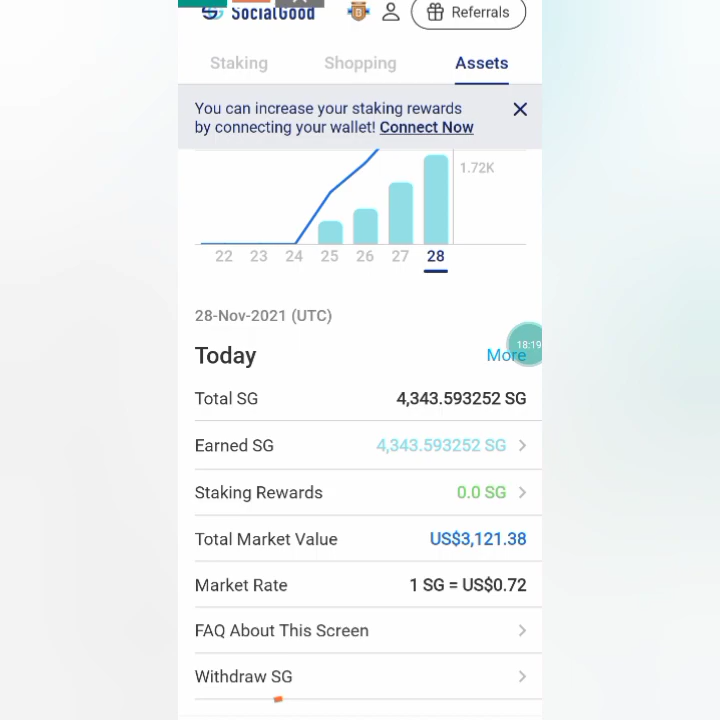 SocialGood
Referrals
Staking
Shopping
Assets
You can increase your staking rewards
by connecting your wallet! Connect Now
1.72K
22 23 24 25 26 27 28
28-Nov-2021 (UTC)
18:19
Today
More
Total SG
4,343.593252 SG
Earned SG
4,343.593252 SG
Staking Rewards
0.0 SG
Total Market Value
US$3,121.38
Market Rate
1 SG = US$0.72
FAQ About This Screen
Withdraw SG